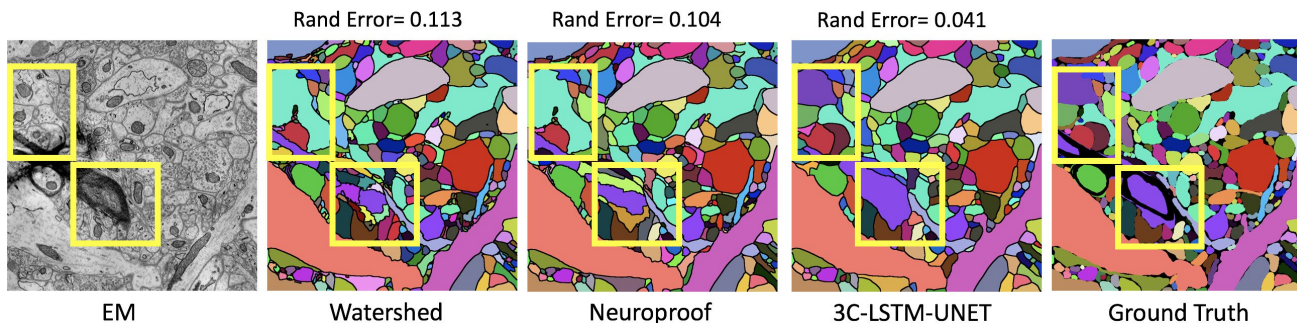 Rand Error= 0.113
Rand Error= 0.104
Rand Error= 0.041
EM
Watershed
Neuroproof
3C-LSTM-UNET
Ground Truth